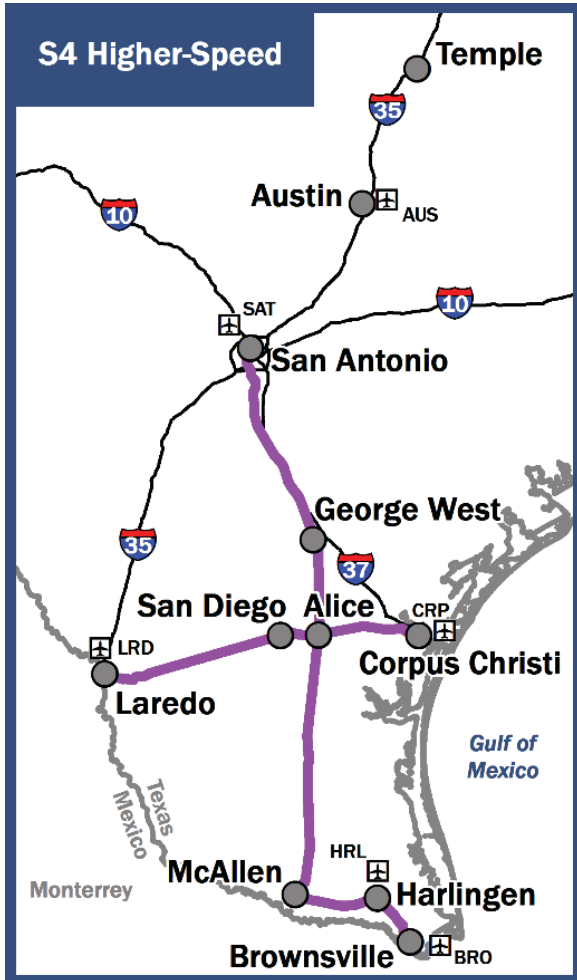 S4 Higher-Speed
Temple
35
Austin
AUS
10
SAT
10
San Antonio
George West
35
37
San Diego
Alice
CRP
LRD
Corpus Christi
Laredo
Gulf of
Mexico
Texas
Mexico
HRL
McAllen
Monterrey
Harlingen
Brownsville
BRO